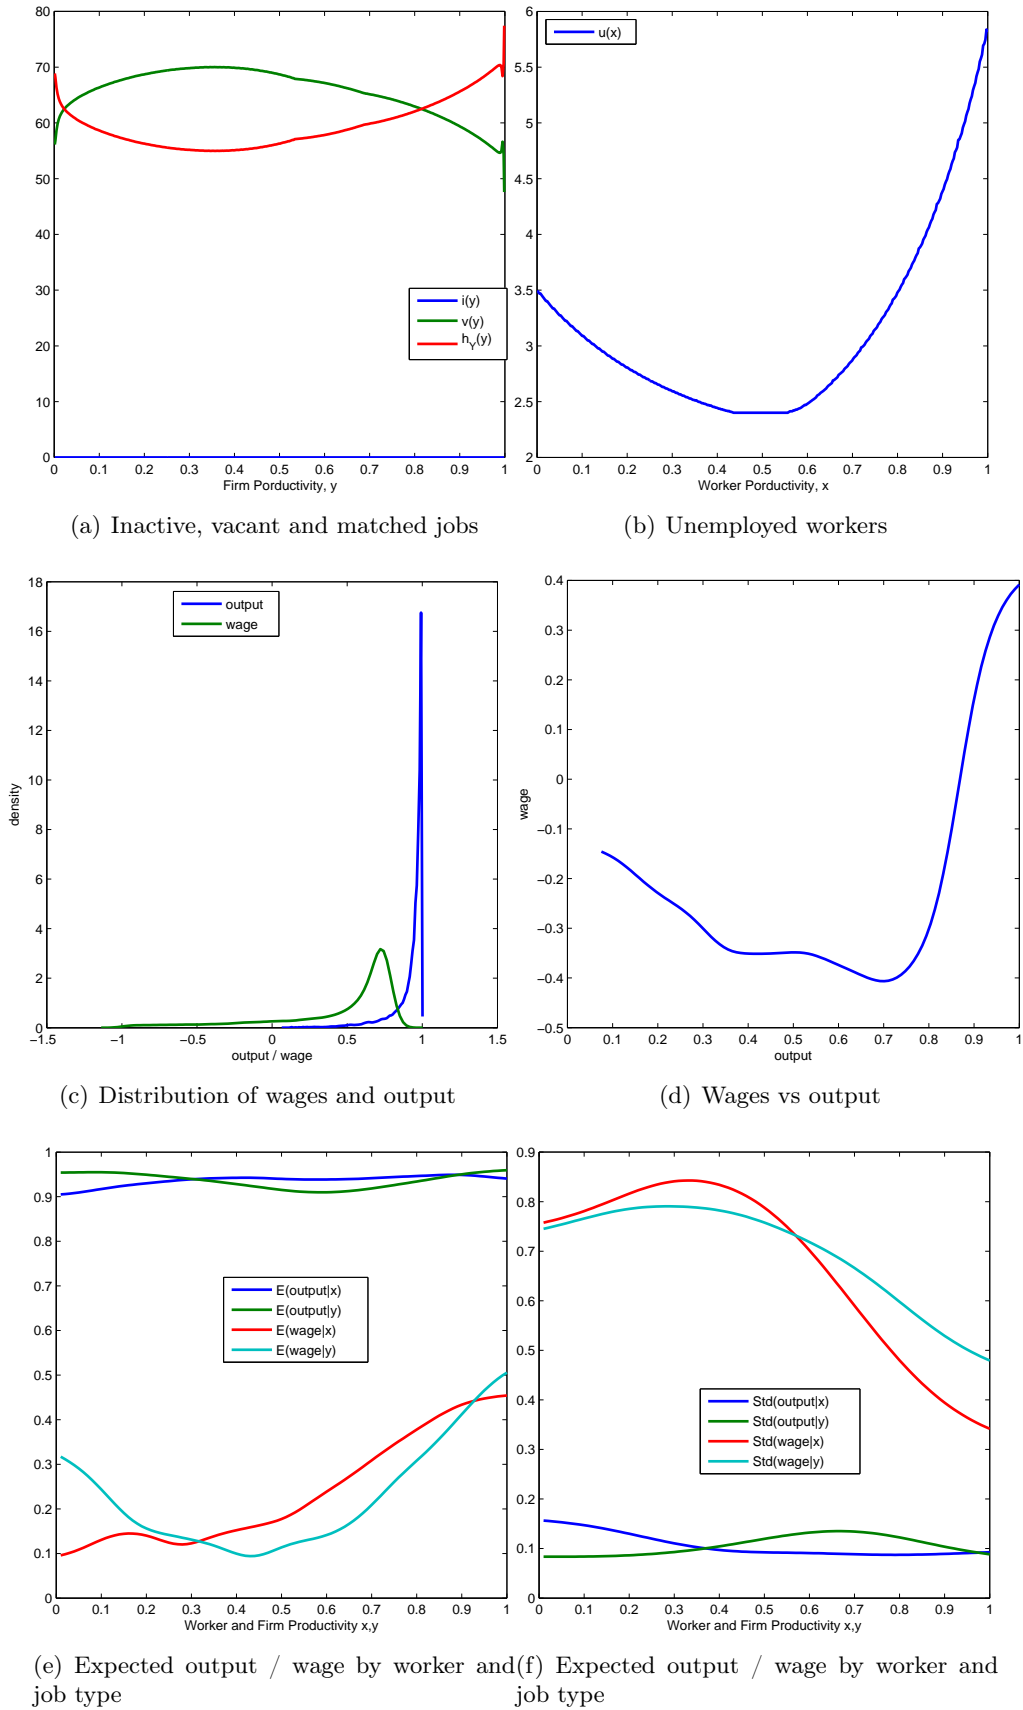 80
70
60
50
40
30
20
10
0
i(y)
v(y)
h_Y(y)
0 0.1 0.2 0.3 0.4 0.5 0.6 0.7 0.8 0.9 1
Firm Porductivity, y
(a) Inactive, vacant and matched jobs
6
5.5
5
4.5
4
3.5
3
2.5
2
u(x)
0 0.1 0.2 0.3 0.4 0.5 0.6 0.7 0.8 0.9 1
Worker Porductivity, x
(b) Unemployed workers
18
16
14
12
10
8
6
4
2
0
density
output
wage
−1.5 −1 −0.5 0 0.5 1 1.5
output / wage
(c) Distribution of wages and output
0.4
0.3
0.2
0.1
0
−0.1
−0.2
−0.3
−0.4
−0.5
wage
0 0.1 0.2 0.3 0.4 0.5 0.6 0.7 0.8 0.9 1
output
(d) Wages vs output
1
0.9
0.8
0.7
0.6
0.5
0.4
0.3
0.2
0.1
0
E(output|x)
E(output|y)
E(wage|x)
E(wage|y)
0 0.1 0.2 0.3 0.4 0.5 0.6 0.7 0.8 0.9 1
Worker and Firm Productivity x,y
(e) Expected output / wage by worker and
job type
0.9
0.8
0.7
0.6
0.5
0.4
0.3
0.2
0.1
0
Std(output|x)
Std(output|y)
Std(wage|x)
Std(wage|y)
0 0.1 0.2 0.3 0.4 0.5 0.6 0.7 0.8 0.9 1
Worker and Firm Productivity x,y
(f) Expected output / wage by worker and
job type